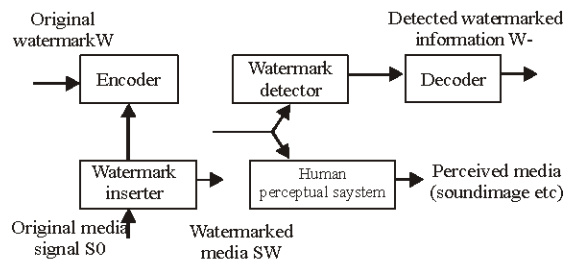 Original
watermarkW
Detected watermarked
information W-
Encoder
Watermark
detector
Decoder
Watermark
inserter
Human
perceptual saystem
Perceived media
(soundimage etc)
Original media
signal S0
Watermarked
media SW